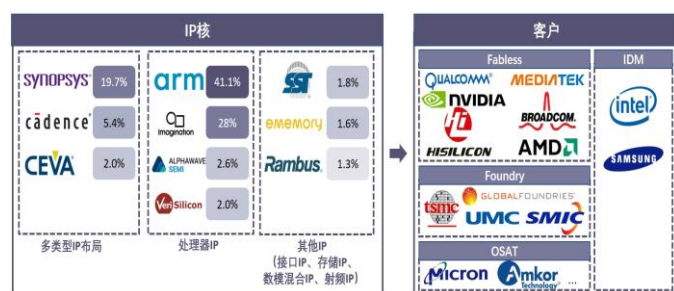 IP核
SYNOPSYS 19.7%
cādence 5.4%
CEVA 2.0%
多类型IP布局
arm 41.1%
Imagination 28%
ALPHAWAVE SEMI 2.6%
VeriSilicon 2.0%
处理器IP
SST 1.8%
ememory 1.6%
Rambus 1.3%
其他IP
(接口IP、存储IP、
数模混合IP、射频IP)
客户
Fabless
QUALCOMM MEDIATEK
NVIDIA
BROADCOM.
HISILICON AMD
Foundry
tsmc GLOBALFOUNDRIES
UMC SMIC
OSAT
Micron Amkor Technology ...
IDM
intel
SAMSUNG